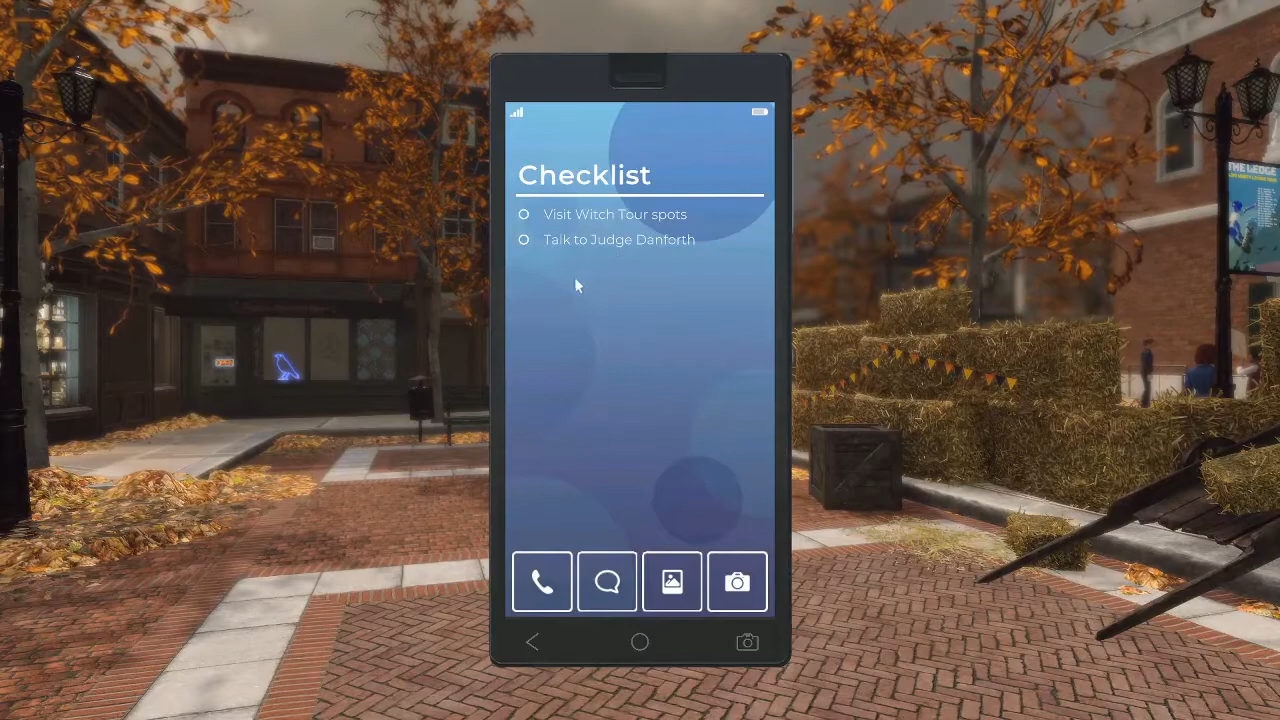 Checklist
Visit Witch Tour spots
Talk to Judge Danforth
THE LEDGE